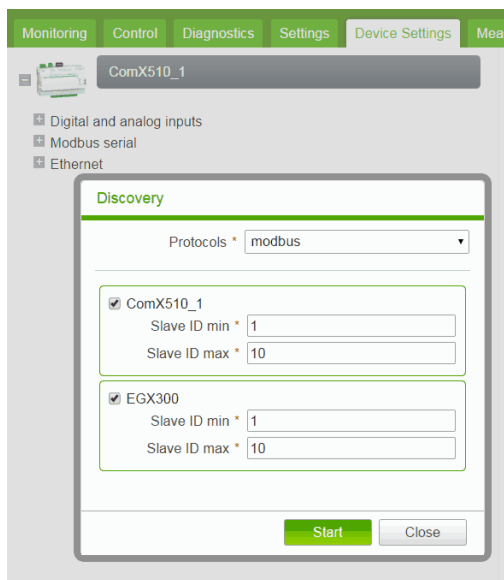 Monitoring Control Diagnostics Settings Device Settings Mea
ComX510_1
Digital and analog inputs
Modbus serial
Ethernet
Discovery
Protocols * modbus
ComX510_1
Slave ID min * 1
Slave ID max * 10
EGX300
Slave ID min * 1
Slave ID max * 10
Start Close